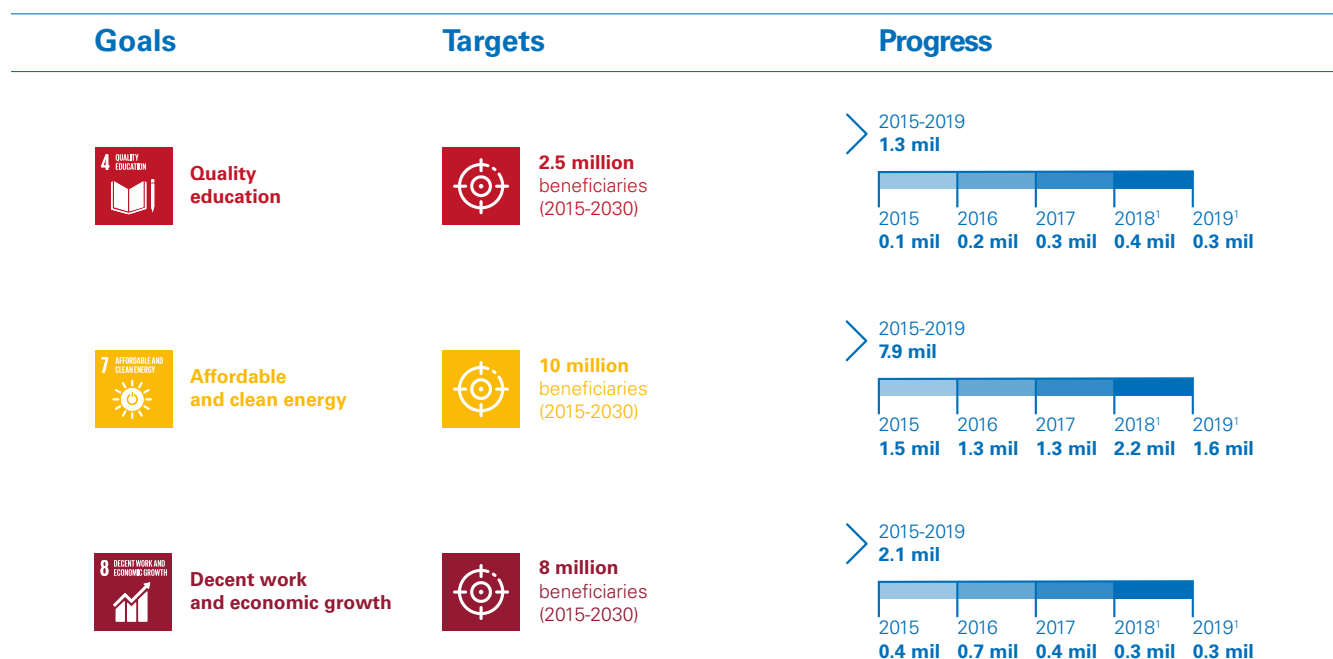 Goals Targets Progress
2015-2019
1.3 mil
4 QUALITY
EDUCATION
Quality
education
2.5 million
beneficiaries
(2015-2030)
2015 2016 2017 2018¹ 2019¹
0.1 mil 0.2 mil 0.3 mil 0.4 mil 0.3 mil
2015-2019
7.9 mil
7 AFFORDABLE AND
CLEAN ENERGY
Affordable
and clean energy
10 million
beneficiaries
(2015-2030)
2015 2016 2017 2018¹ 2019¹
1.5 mil 1.3 mil 1.3 mil 2.2 mil 1.6 mil
2015-2019
2.1 mil
8 DECENT WORK AND
ECONOMIC GROWTH
Decent work
and economic growth
8 million
beneficiaries
(2015-2030)
2015 2016 2017 2018¹ 2019¹
0.4 mil 0.7 mil 0.4 mil 0.3 mil 0.3 mil